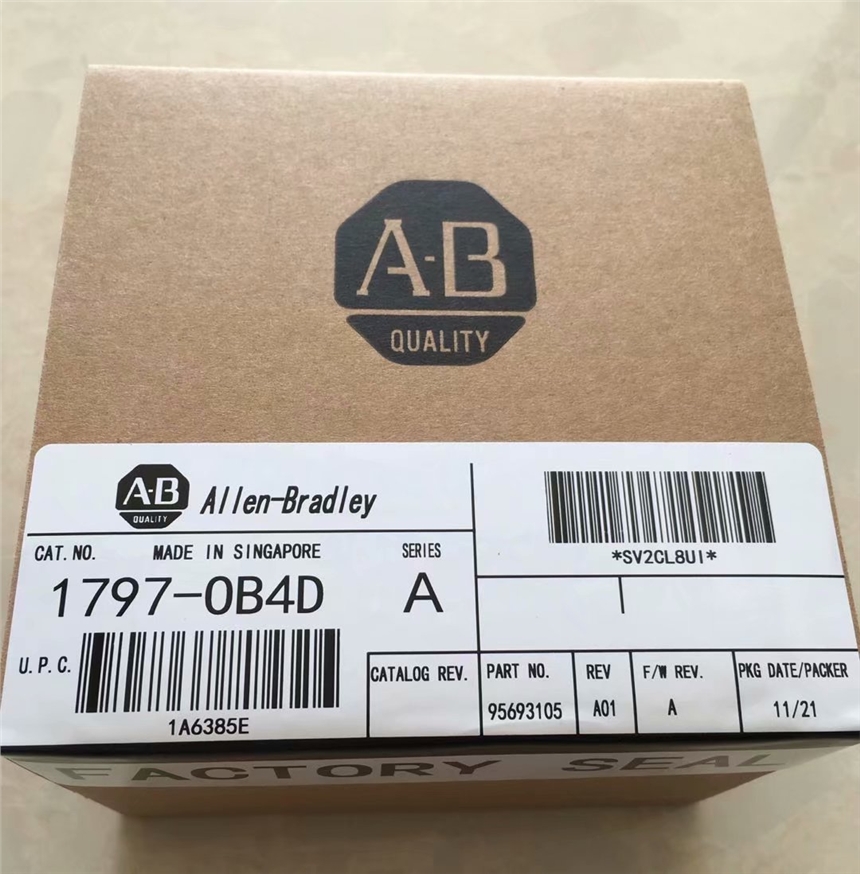 A-B
QUALITY
A-B
QUALITY
Allen-Bradley
CAT. NO. MADE IN SINGAPORE SERIES
1797-OB4D A
U.P.C.
1A6385E
*SV2CL8UI*
CATALOG REV.
PART NO. REV F/W REV. PKG DATE/PACKER
95693105 A01 A 11/21
FACTORY SEAL